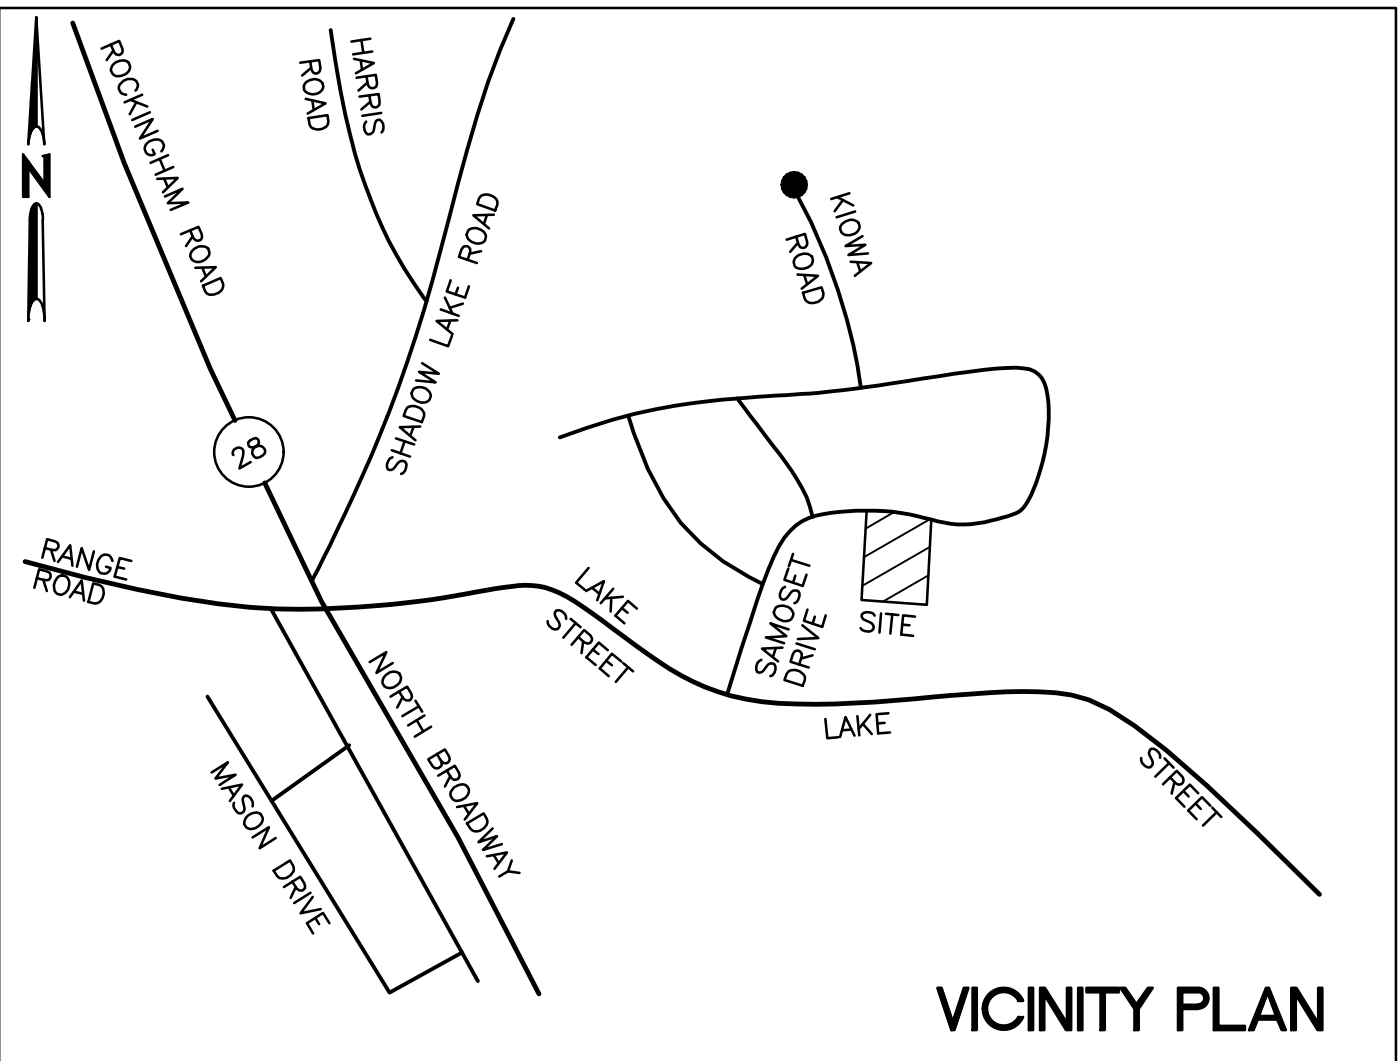 N
ROCKINGHAM ROAD
HARRIS
ROAD
SHADOW LAKE ROAD
KIOWA
ROAD
28
RANGE
ROAD
LAKE
STREET
SAMOSET
DRIVE
SITE
NORTH BROADWAY
LAKE
STREET
MASON DRIVE
VICINITY PLAN